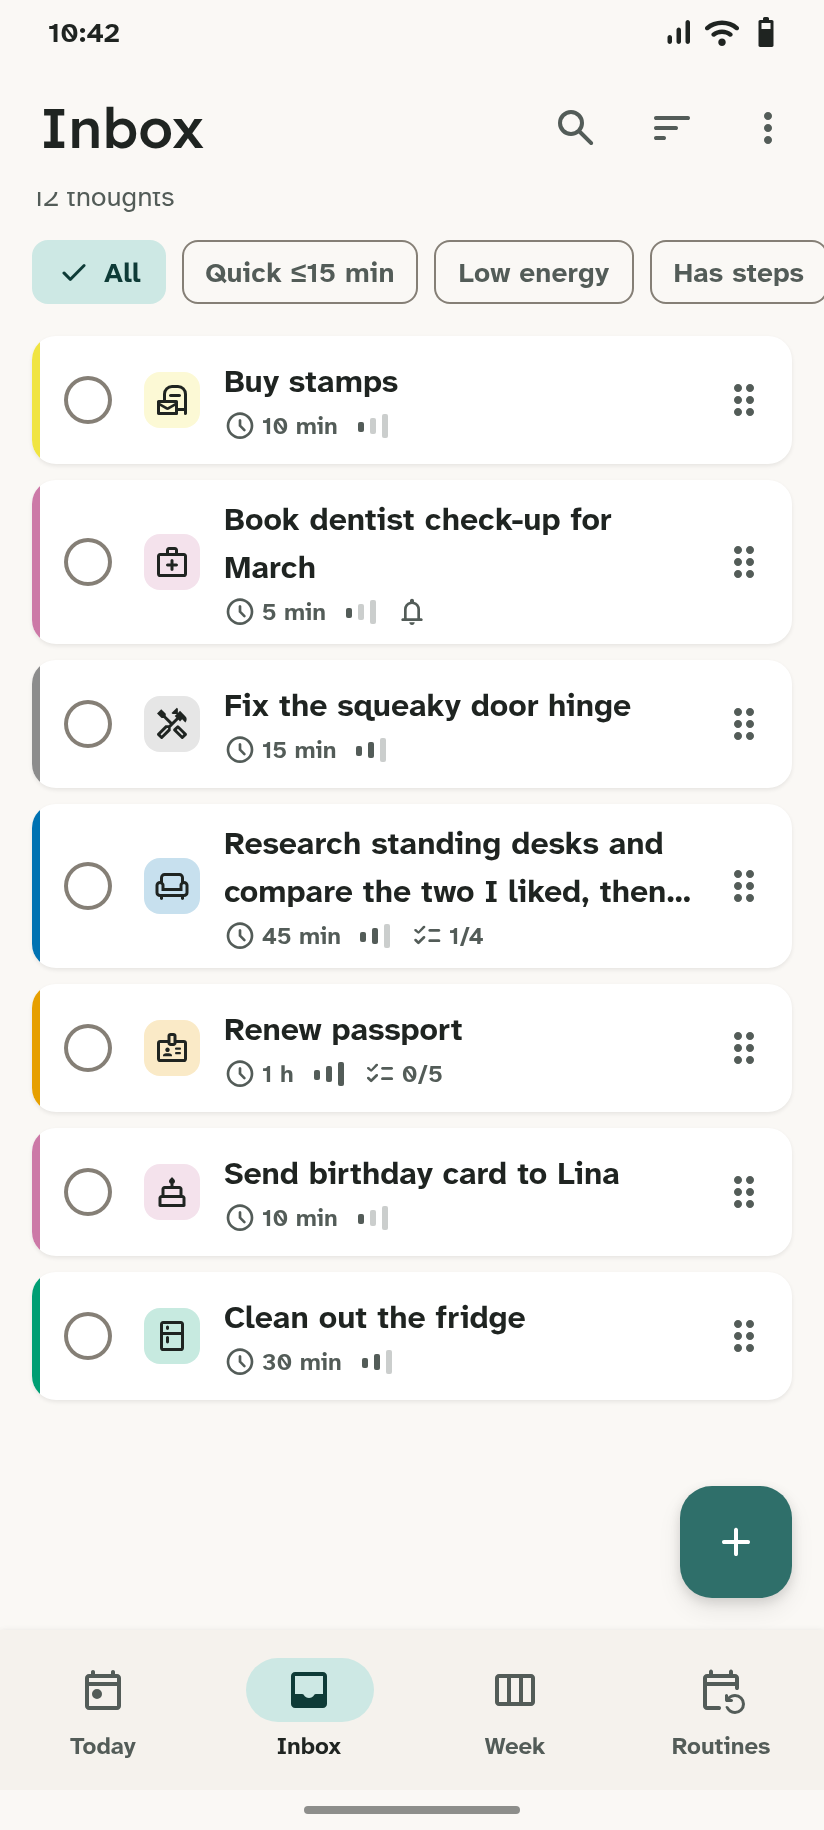 10:42
Inbox
12 thoughts
All
Quick ≤15 min
Low energy
Has steps
Buy stamps
10 min
Book dentist check-up for
March
5 min
Fix the squeaky door hinge
15 min
Research standing desks and
compare the two I liked, then...
45 min 1/4
Renew passport
1 h 0/5
Send birthday card to Lina
10 min
Clean out the fridge
30 min
Today
Inbox
Week
Routines